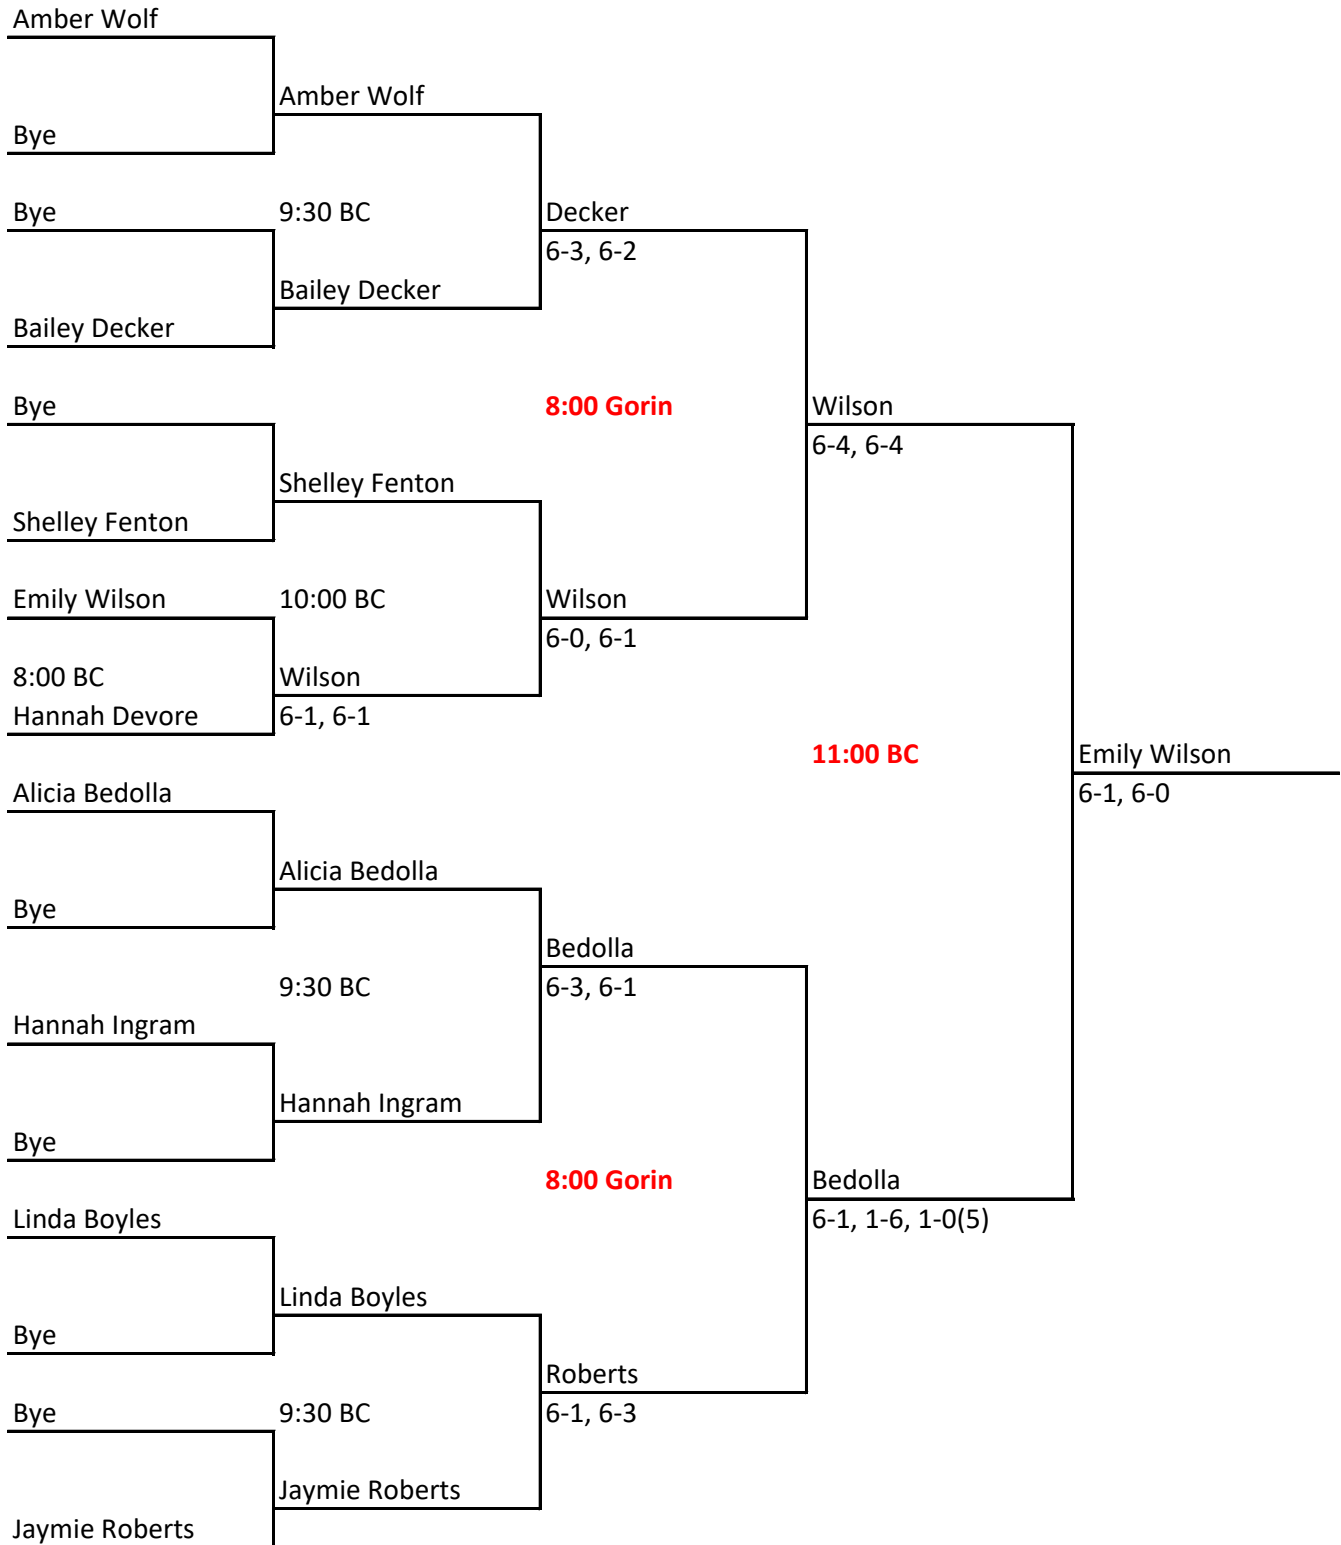 Amber Wolf
Amber Wolf
Bye
Bye
9:30 BC
Decker
6-3, 6-2
Bailey Decker
Bailey Decker
Bye
8:00 Gorin
Wilson
6-4, 6-4
Shelley Fenton
Shelley Fenton
Emily Wilson
10:00 BC
Wilson
6-0, 6-1
8:00 BC
Wilson
Hannah Devore
6-1, 6-1
11:00 BC
Emily Wilson
Alicia Bedolla
6-1, 6-0
Alicia Bedolla
Bye
Bedolla
9:30 BC
6-3, 6-1
Hannah Ingram
Hannah Ingram
Bye
8:00 Gorin
Bedolla
Linda Boyles
6-1, 1-6, 1-0(5)
Linda Boyles
Bye
Roberts
Bye
9:30 BC
6-1, 6-3
Jaymie Roberts
Jaymie Roberts